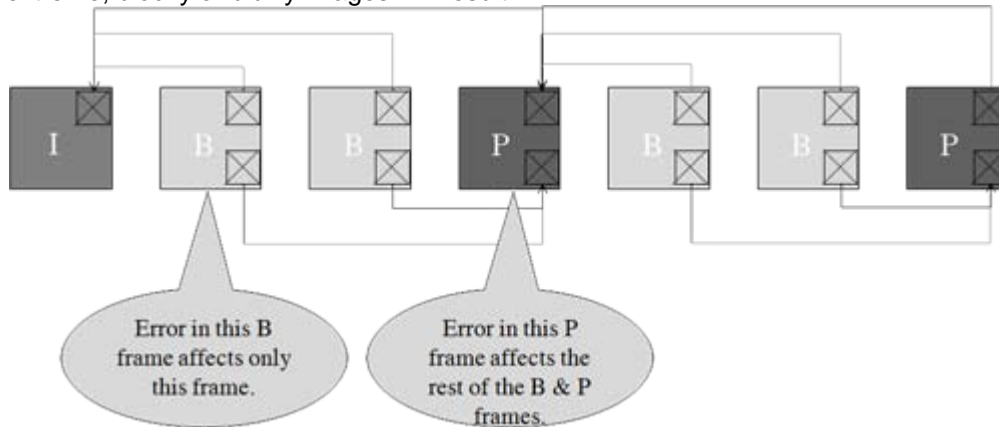 I B B P B B P
Error in this B
frame affects only
this frame.
Error in this P
frame affects the
rest of the B & P
frames.